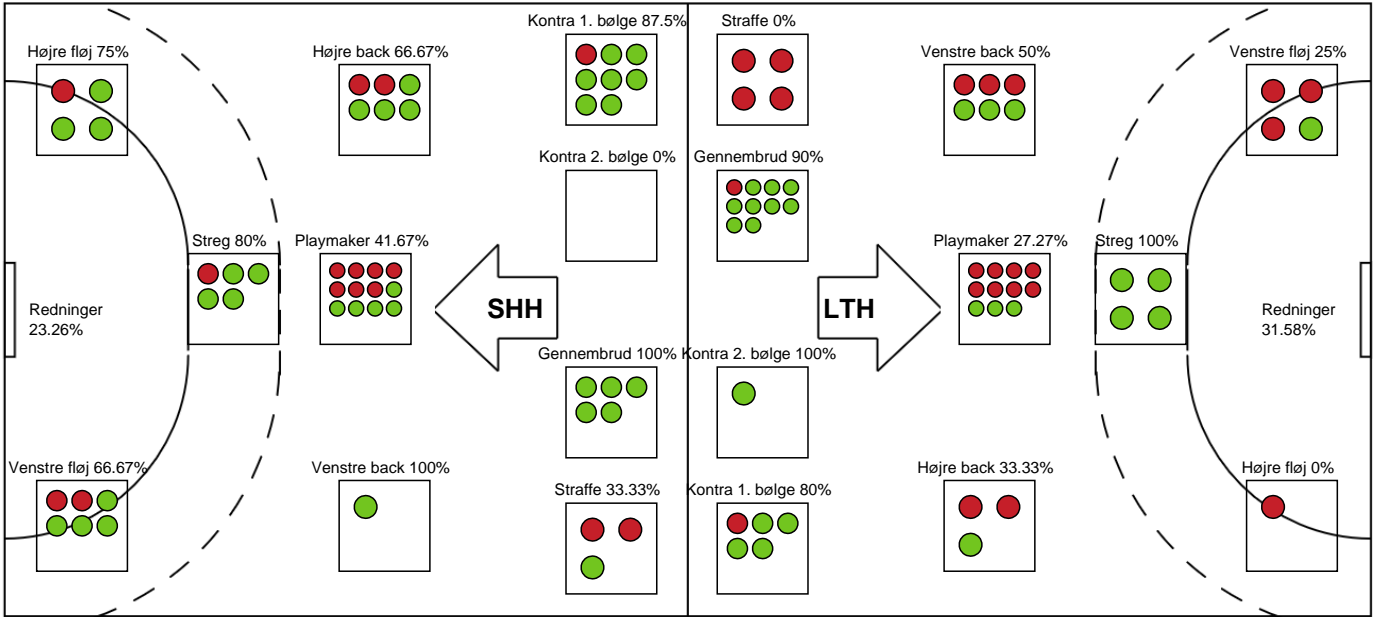 Kontra 1. bølge 87.5%
Straffe 0%
Højre fløj 75%
Højre back 66.67%
Venstre back 50%
Venstre fløj 25%
Kontra 2. bølge 0%
Gennembrud 90%
Streg 80%
Playmaker 41.67%
Playmaker 27.27%
Streg 100%
Redninger
23.26%
SHH
LTH
Redninger
31.58%
Gennembrud 100%
Kontra 2. bølge 100%
Venstre fløj 66.67%
Venstre back 100%
Højre back 33.33%
Højre fløj 0%
Straffe 33.33%
Kontra 1. bølge 80%